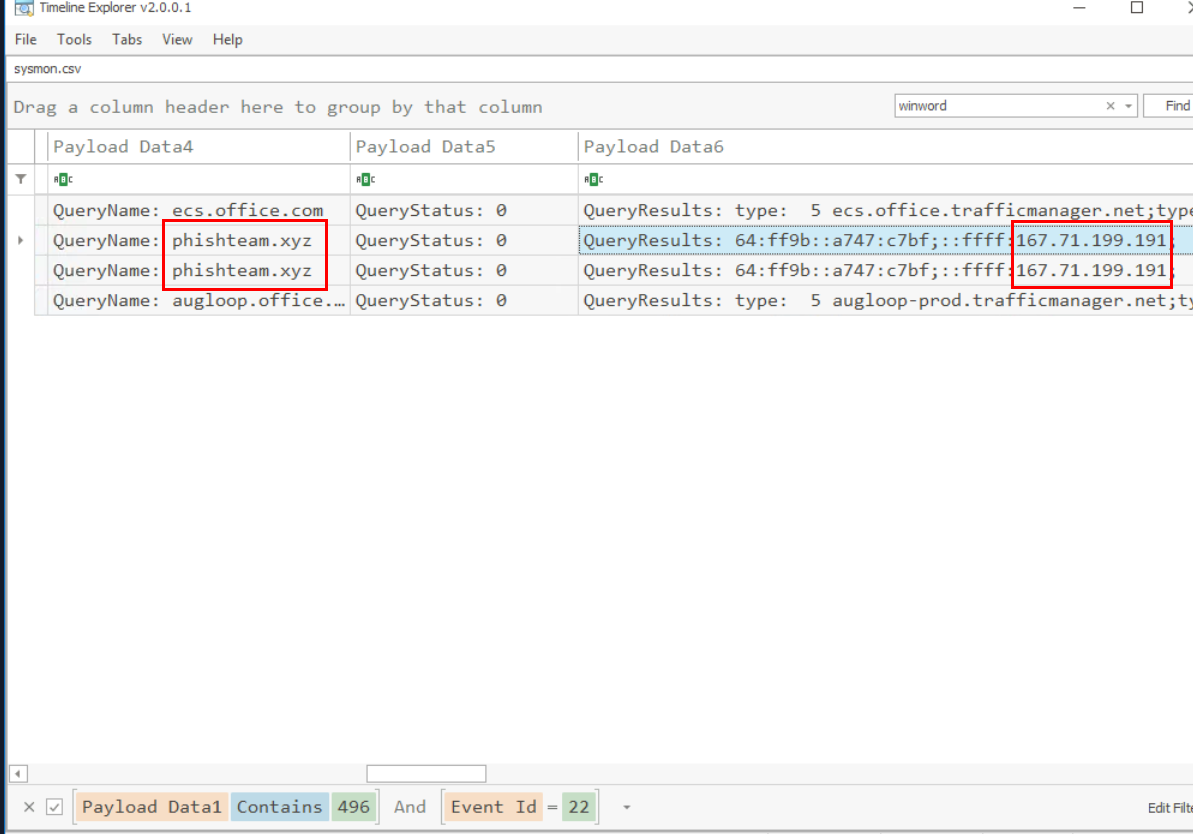 Timeline Explorer v2.0.0.1
File Tools Tabs View Help
sysmon.csv
Drag a column header here to group by that column winword Find
Payload Data4 Payload Data5 Payload Data6
QueryName: ecs.office.com QueryStatus: 0 QueryResults: type: 5 ecs.office.trafficmanager.net;type
QueryName: phishteam.xyz QueryStatus: 0 QueryResults: 64:ff9b::a747:c7bf;::ffff:167.71.199.191;
QueryName: phishteam.xyz QueryStatus: 0 QueryResults: 64:ff9b::a747:c7bf;::ffff:167.71.199.191;
QueryName: augloop.office.… QueryStatus: 0 QueryResults: type: 5 augloop-prod.trafficmanager.net;ty
Payload Data1 Contains 496 And Event Id = 22 Edit Filte